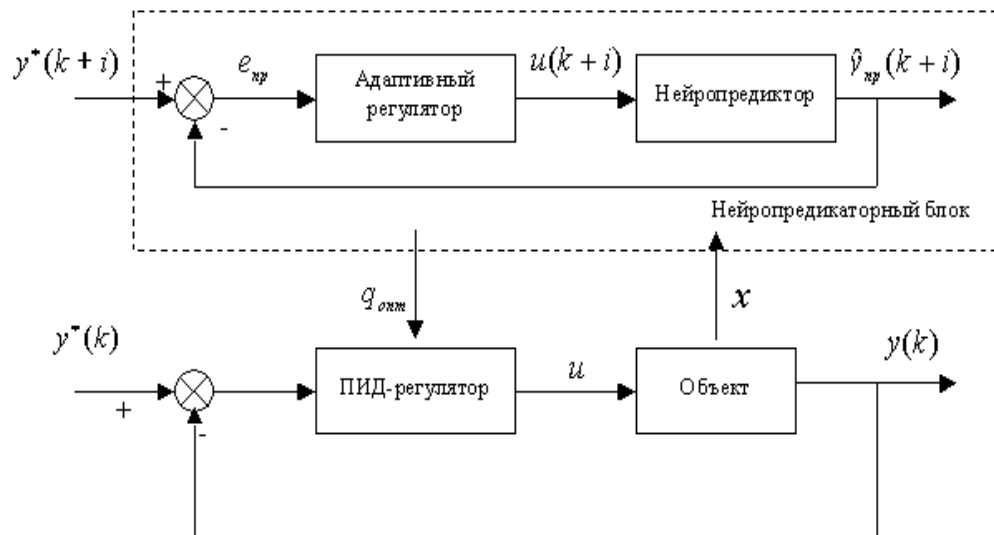 y*(k + i)
+
-
e_пр
Адаптивный
регулятор
u(k + i)
Нейропредиктор
ŷ_пр(k + i)
Нейропредикаторный блок
q_опт
x
y*(k)
+
-
ПИД-регулятор
u
Объект
y(k)